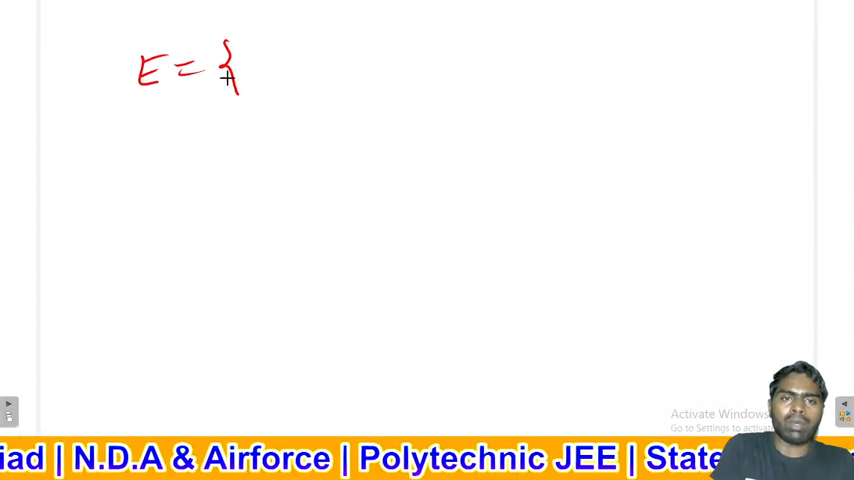 E = {
Activate Windows
Go to Settings to activat
iad | N.D.A & Airforce | Polytechnic JEE | State